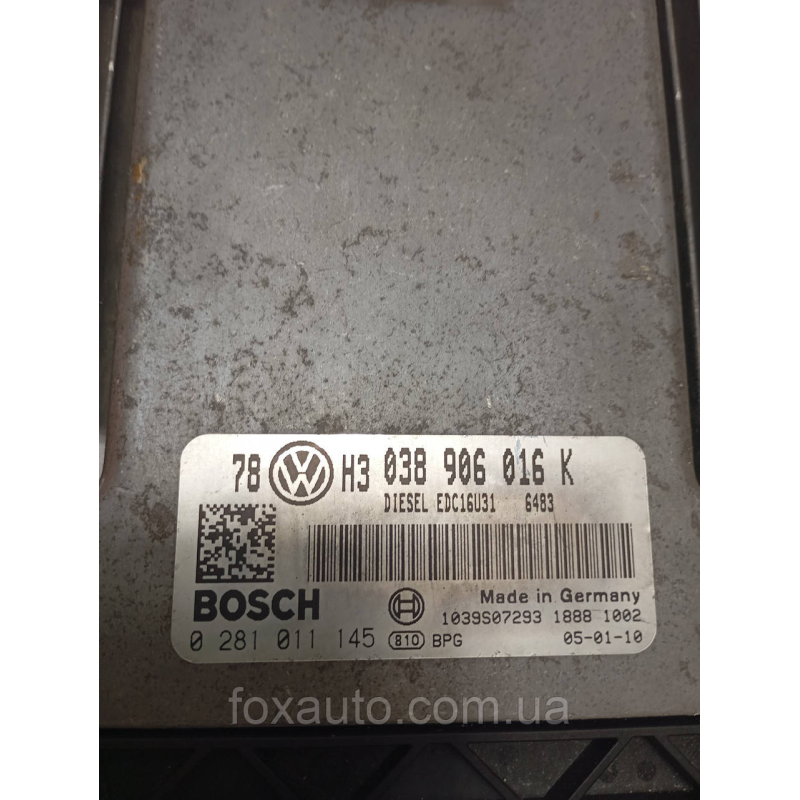 78 VW H3 038 906 016 K
DIESEL EDC16U31 6483
BOSCH
Made in Germany
1039S07293 1888 1002
0 281 011 145 810 BPG 05-01-10
foxauto.com.ua